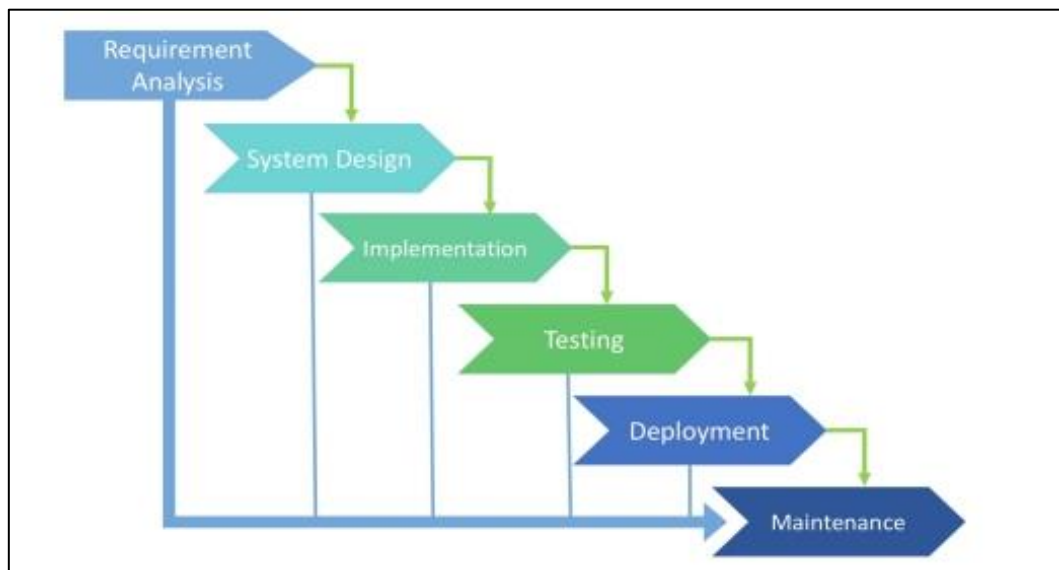 Requirement
Analysis
System Design
Implementation
Testing
Deployment
Maintenance